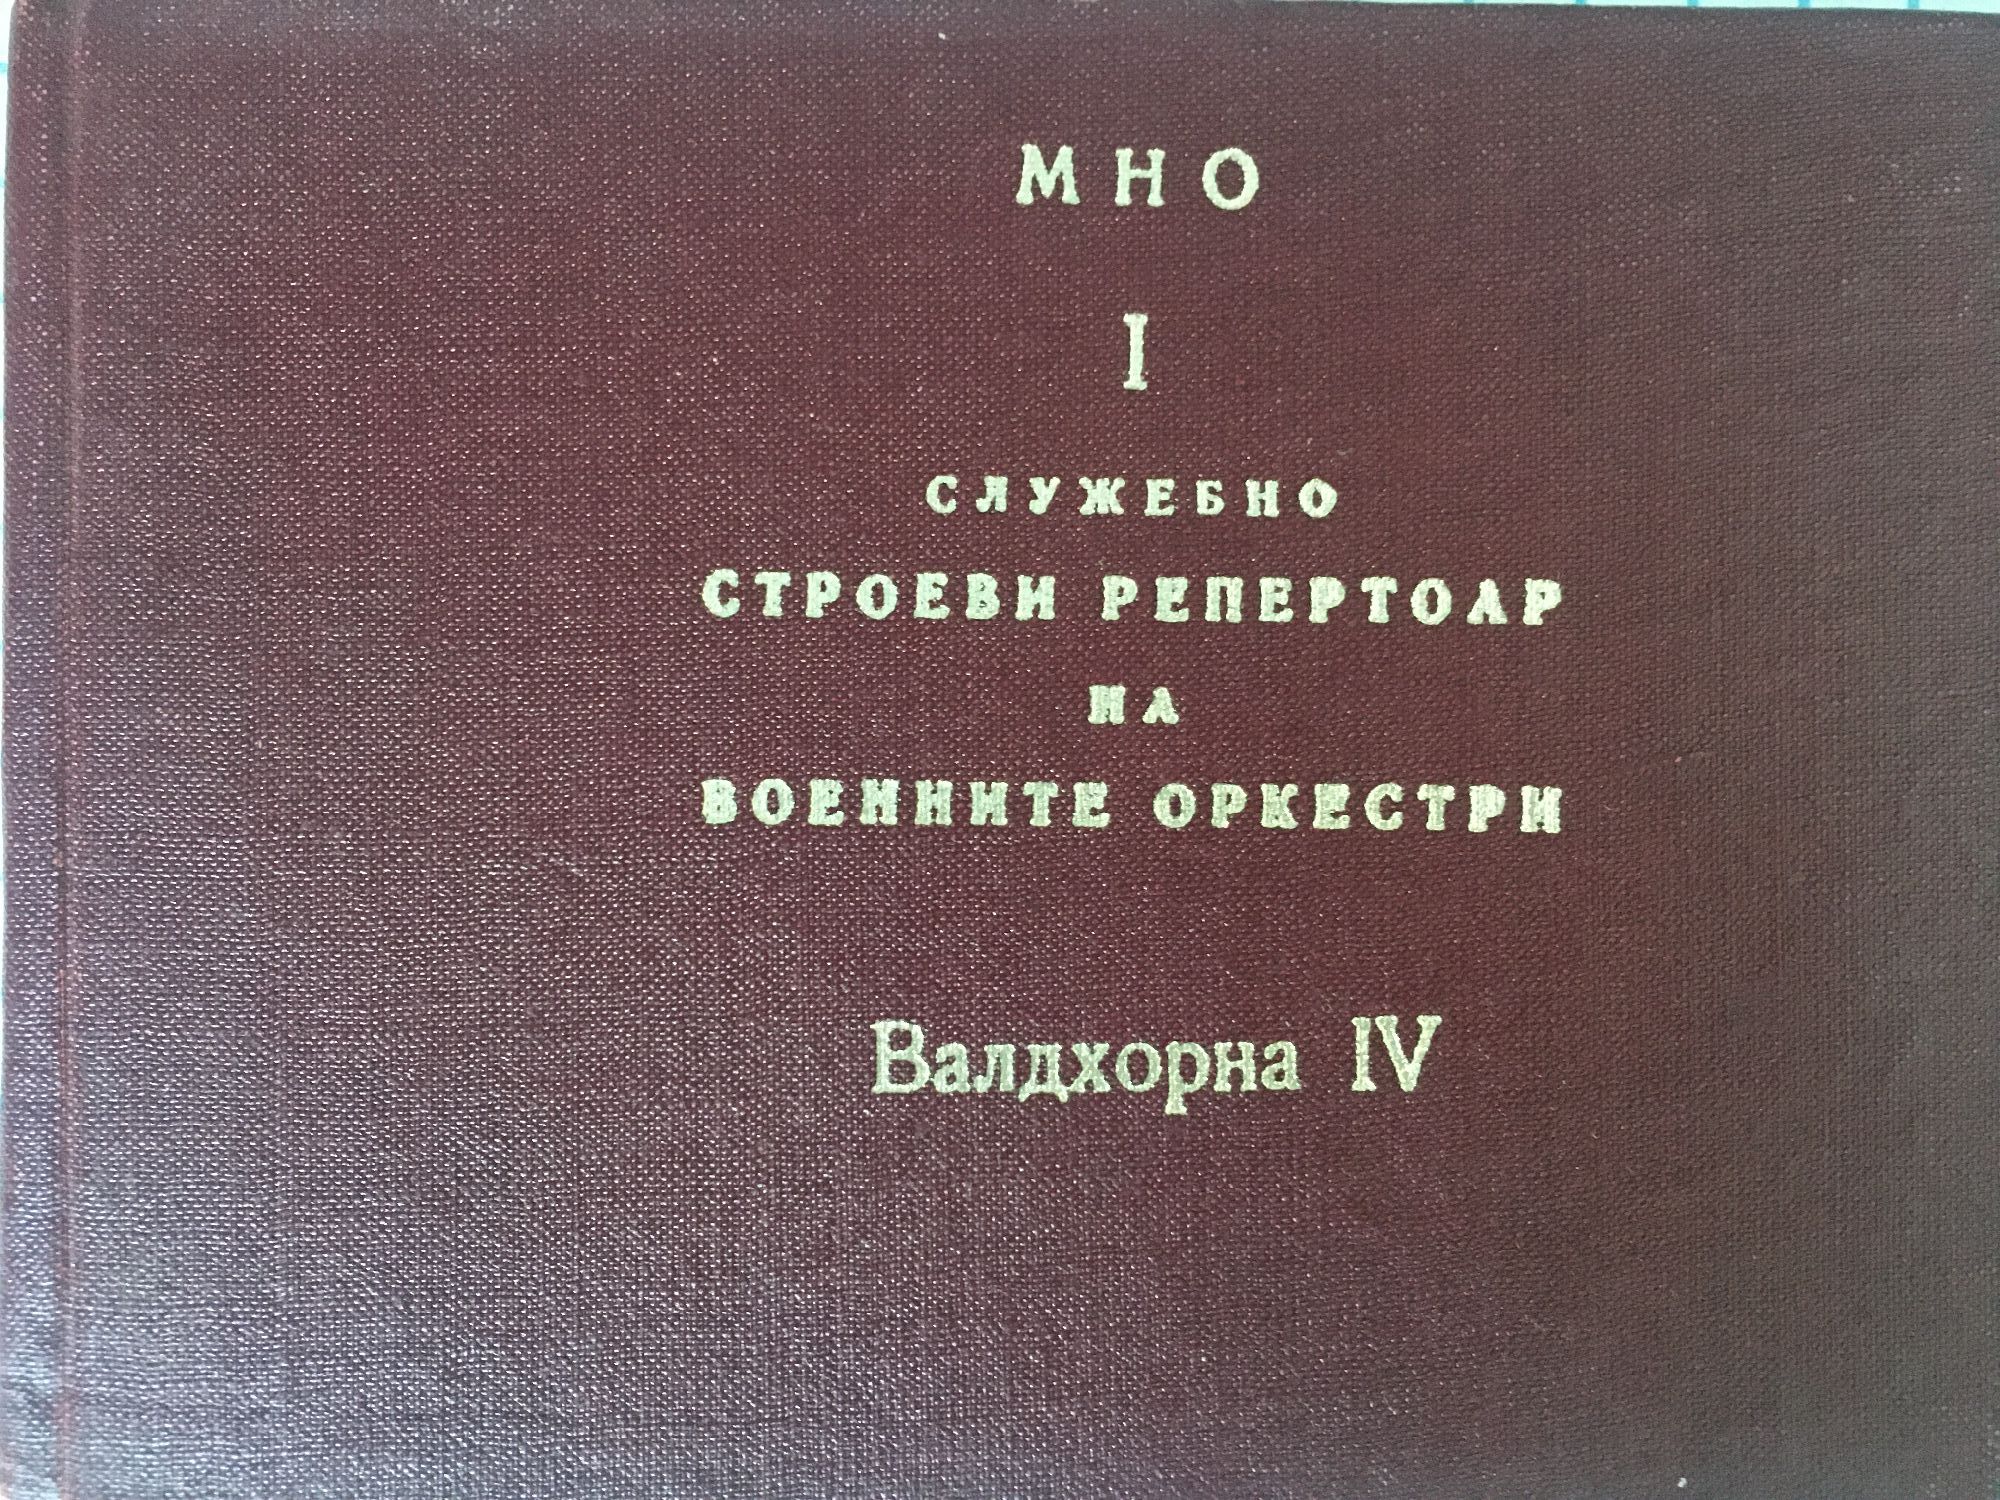 МНО
I
СЛУЖЕБНО
СТРОЕВИ РЕПЕРТОАР
НА
ВОЕННИТЕ ОРКЕСТРИ
Валдхорна IV